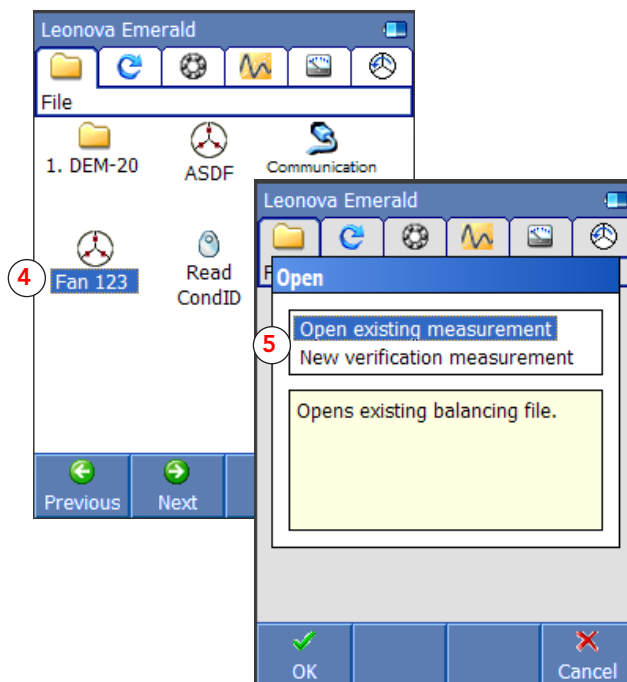 Leonova Emerald
File
1. DEM-20
ASDF
Communication
4
Fan 123
Read
CondID
Previous
Next
Leonova Emerald
Open
5
Open existing measurement
New verification measurement
Opens existing balancing file.
OK
Cancel